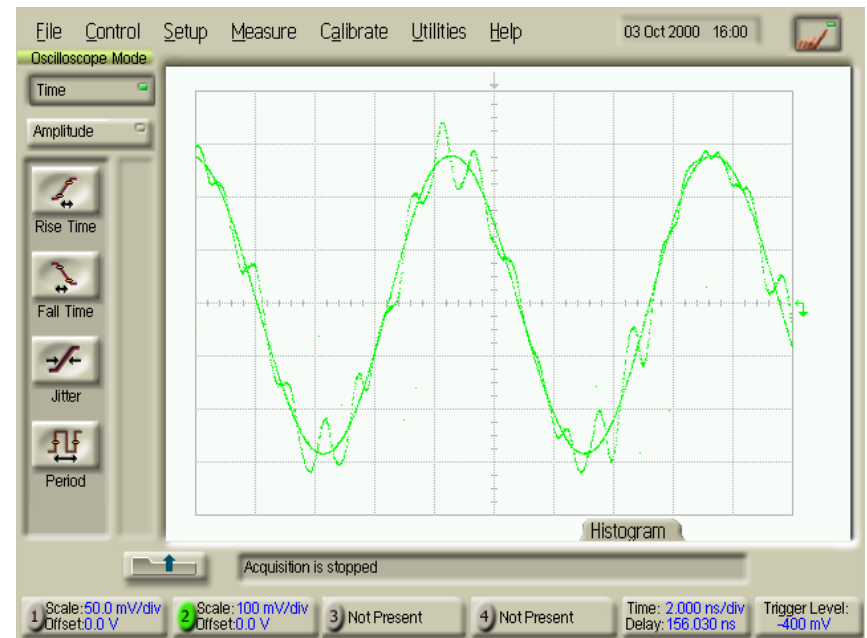 File Control Setup Measure Calibrate Utilities Help 03 Oct 2000 16:00
Oscilloscope Mode
Time
Amplitude
Rise Time
Fall Time
Jitter
Period
Histogram
Acquisition is stopped
1 Scale:50.0 mV/div
Offset:0.0 V
2 Scale:100 mV/div
Offset:0.0 V
3 Not Present
4 Not Present
Time: 2.000 ns/div
Delay:156.030 ns
Trigger Level:
-400 mV